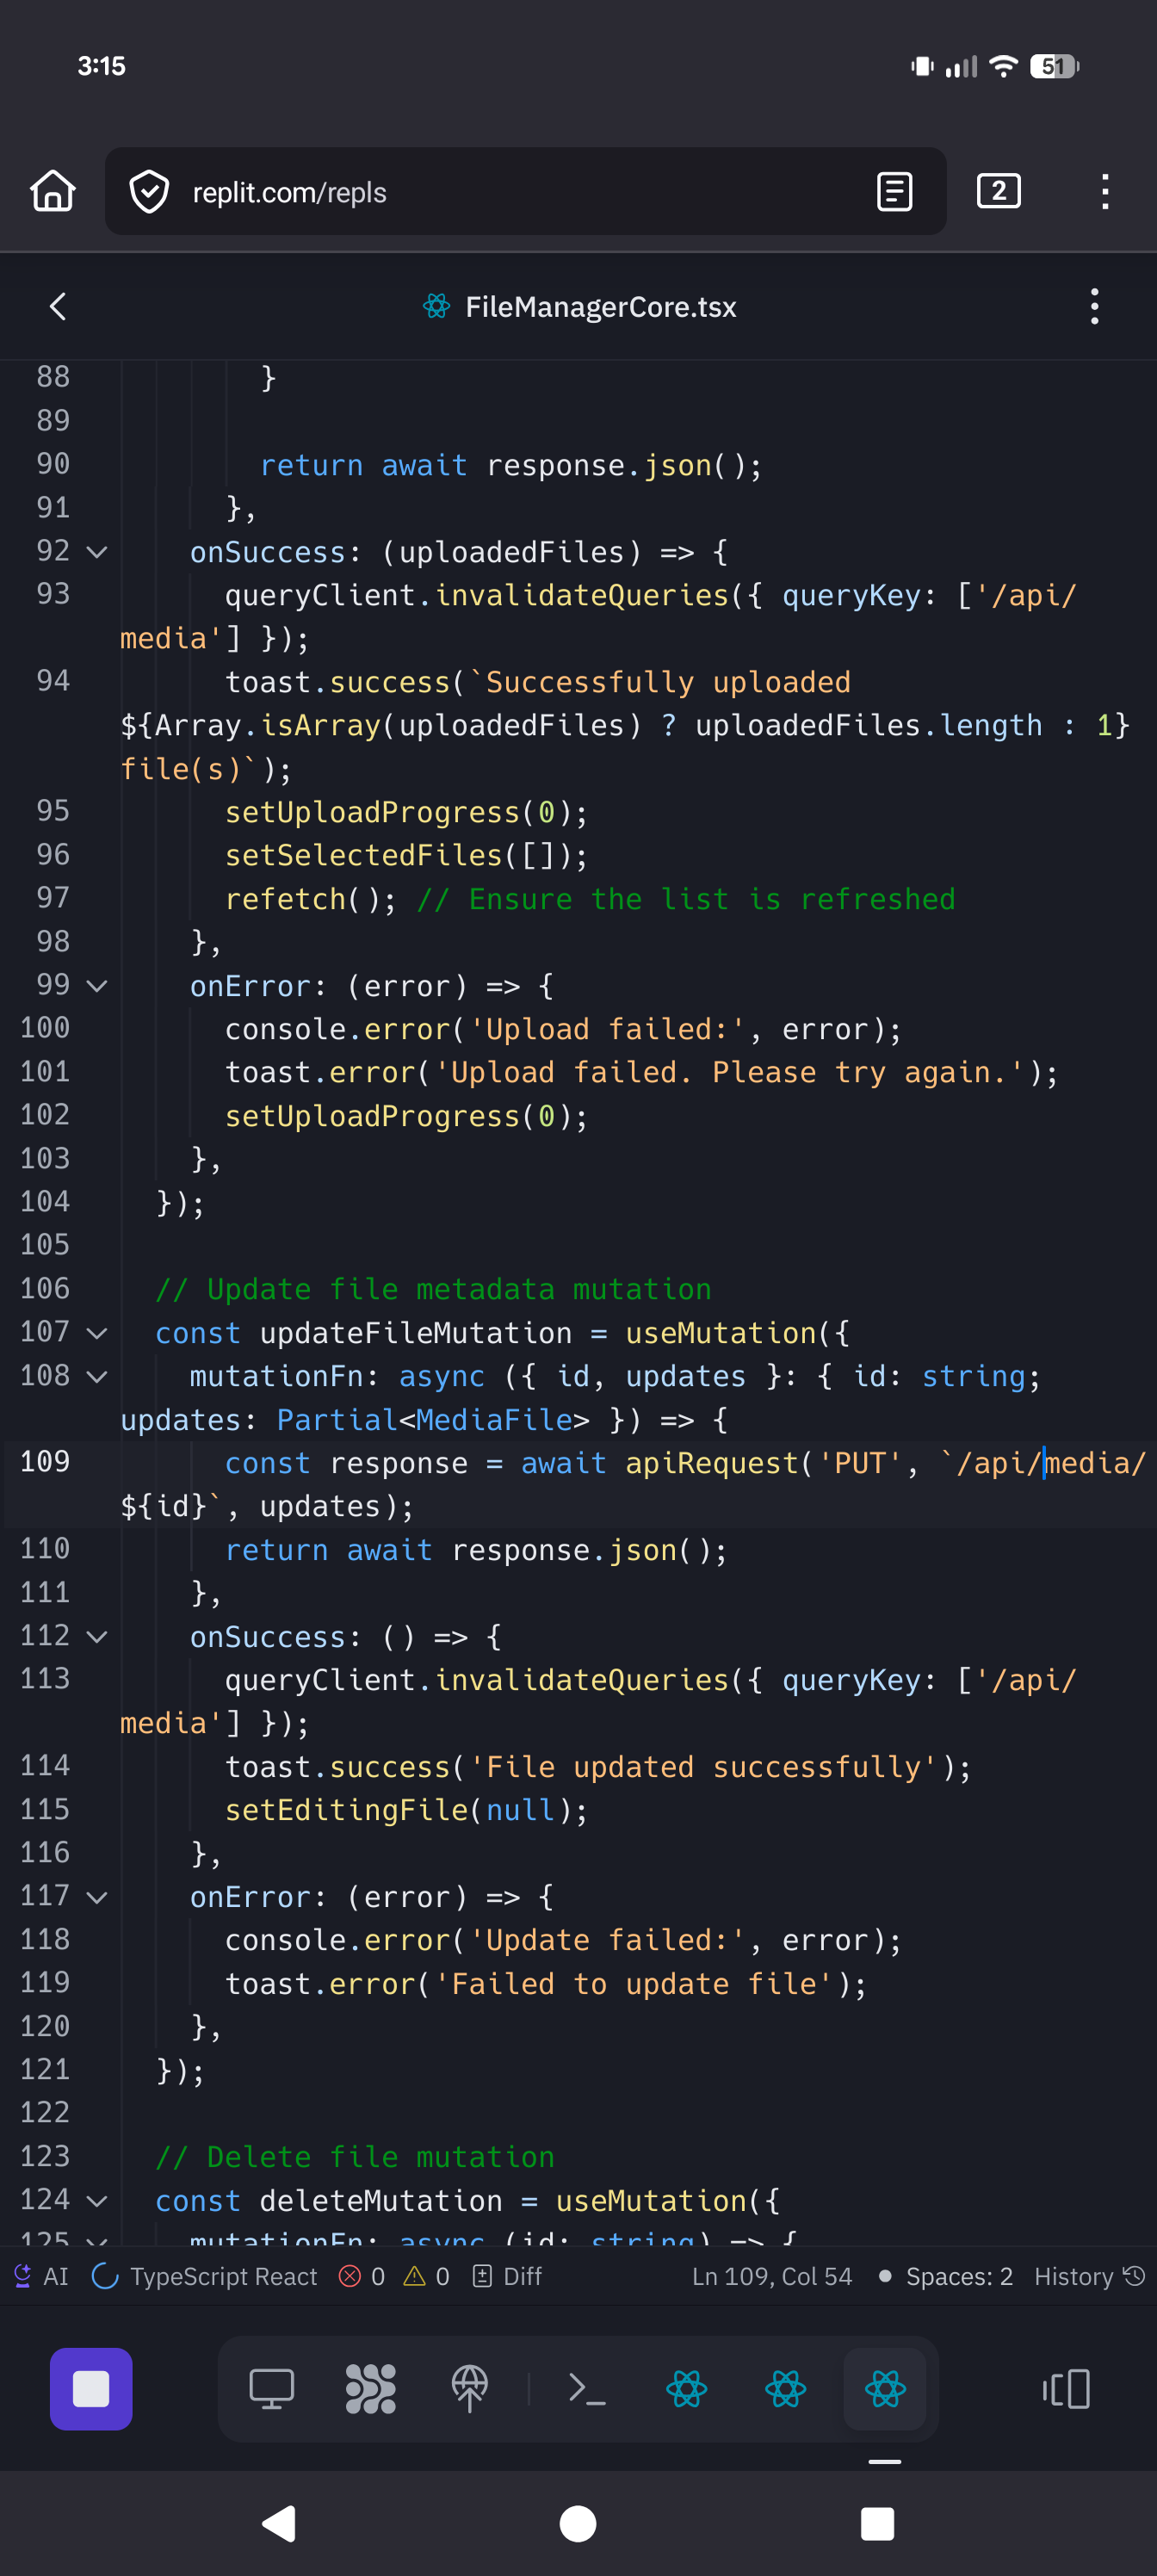 3:15
51
replit.com/repls
2
FileManagerCore.tsx
88 }
89
90 return await response.json();
91 },
92 onSuccess: (uploadedFiles) => {
93 queryClient.invalidateQueries({ queryKey: ['/api/
media'] });
94 toast.success(`Successfully uploaded
${Array.isArray(uploadedFiles) ? uploadedFiles.length : 1}
file(s)`);
95 setUploadProgress(0);
96 setSelectedFiles([]);
97 refetch(); // Ensure the list is refreshed
98 },
99 onError: (error) => {
100 console.error('Upload failed:', error);
101 toast.error('Upload failed. Please try again.');
102 setUploadProgress(0);
103 },
104 });
105
106 // Update file metadata mutation
107 const updateFileMutation = useMutation({
108 mutationFn: async ({ id, updates }: { id: string;
updates: Partial<MediaFile> }) => {
109 const response = await apiRequest('PUT', `/api/media/
${id}`, updates);
110 return await response.json();
111 },
112 onSuccess: () => {
113 queryClient.invalidateQueries({ queryKey: ['/api/
media'] });
114 toast.success('File updated successfully');
115 setEditingFile(null);
116 },
117 onError: (error) => {
118 console.error('Update failed:', error);
119 toast.error('Failed to update file');
120 },
121 });
122
123 // Delete file mutation
124 const deleteMutation = useMutation({
125 mutationFn: async (id: string) => {
AI TypeScript React 0 0 Diff Ln 109, Col 54 Spaces: 2 History